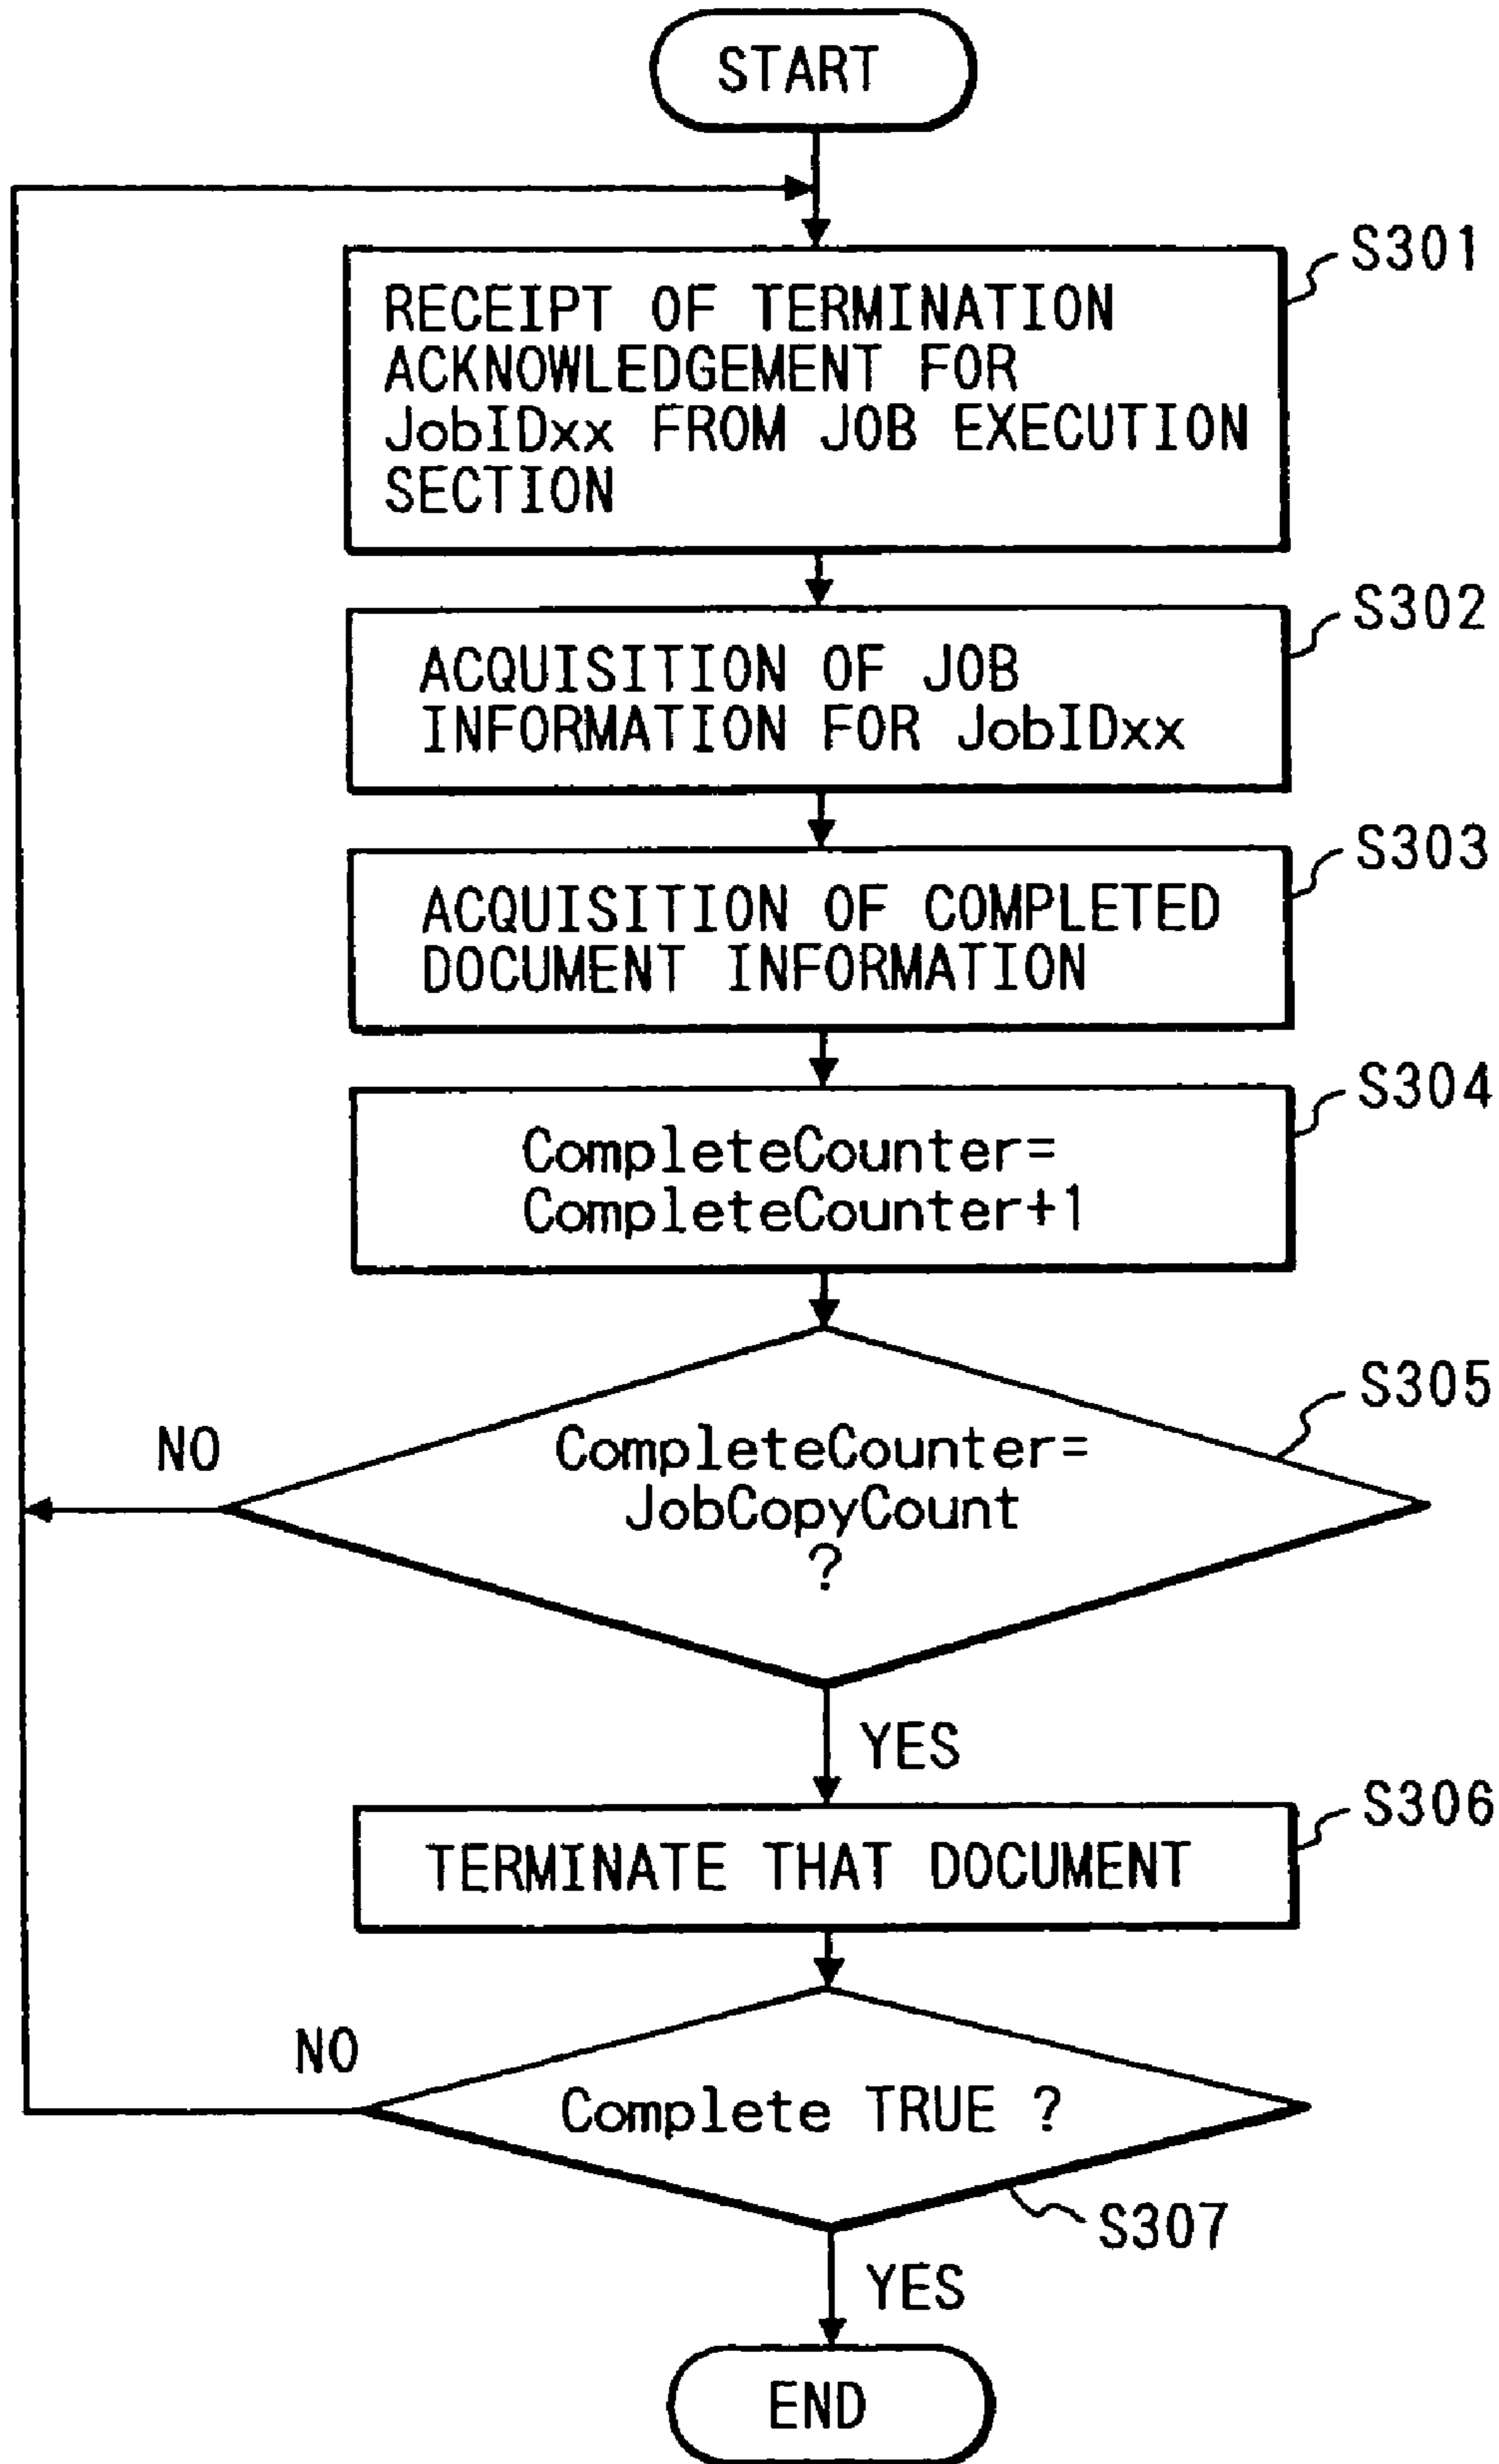 START
S301
RECEIPT OF TERMINATION
ACKNOWLEDGEMENT FOR
JobIDxx FROM JOB EXECUTION
SECTION
S302
ACQUISITION OF JOB
INFORMATION FOR JobIDxx
S303
ACQUISITION OF COMPLETED
DOCUMENT INFORMATION
S304
CompleteCounter=
CompleteCounter+1
S305
NO
CompleteCounter=
JobCopyCount
?
YES
S306
TERMINATE THAT DOCUMENT
NO
Complete TRUE ?
S307
YES
END